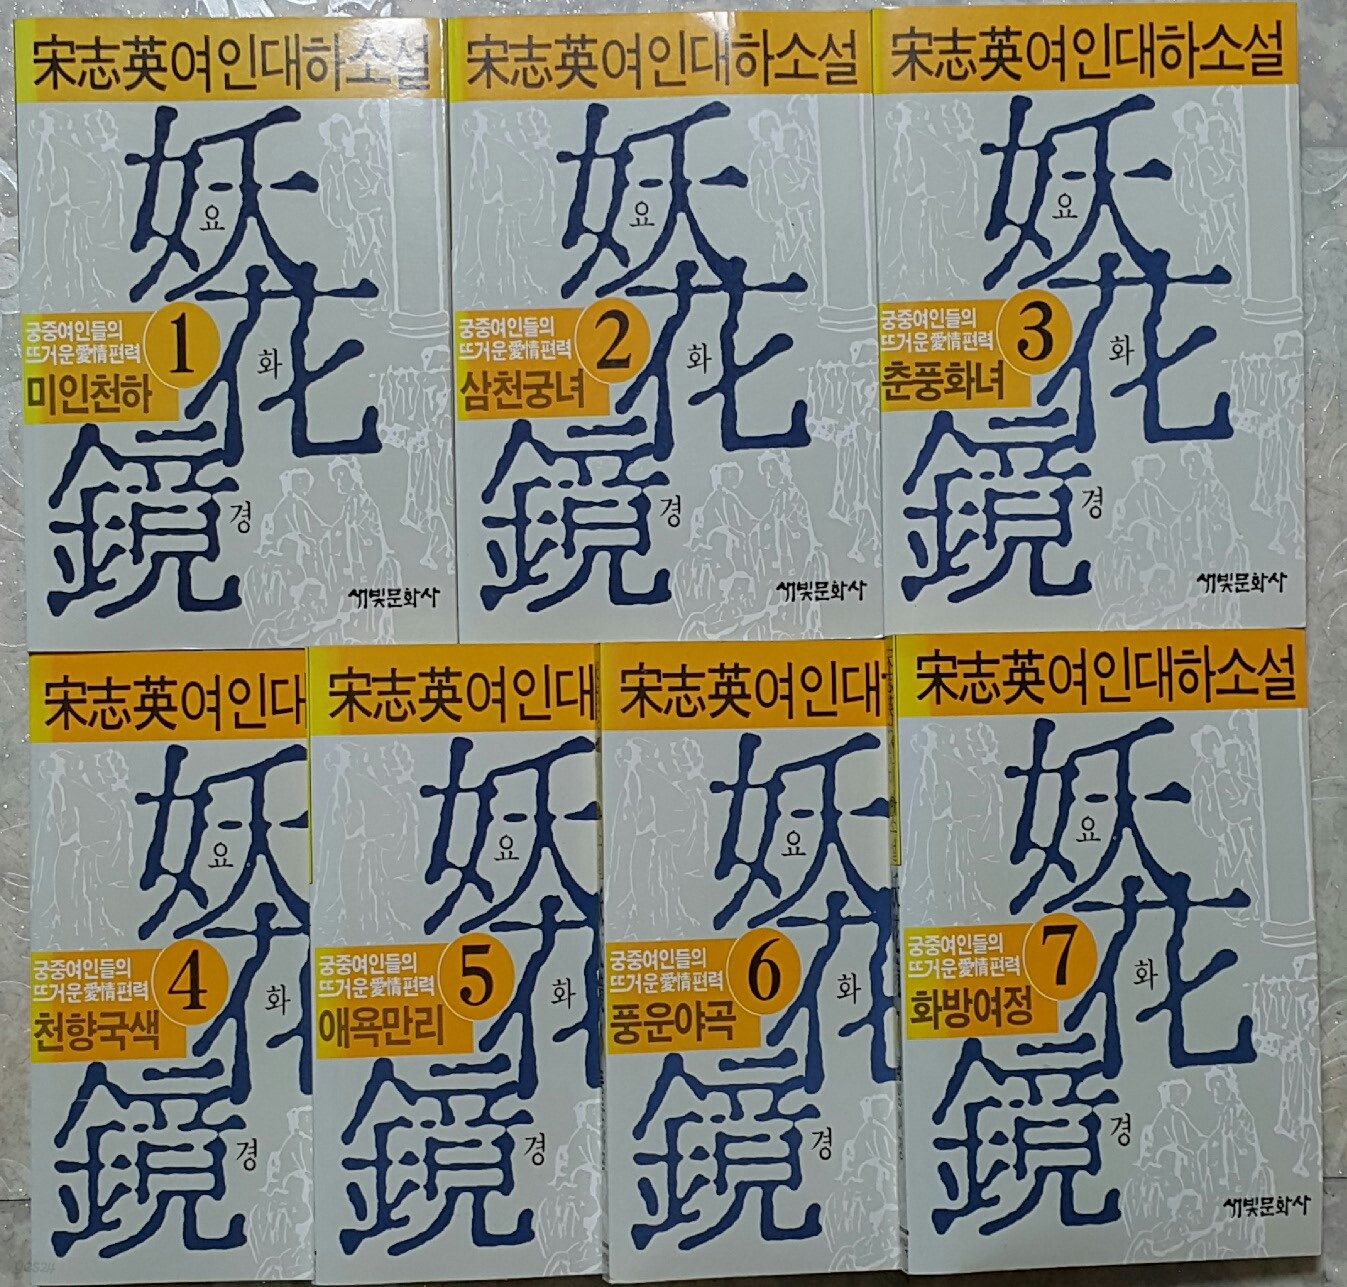 宋志英여인대하소설
妖花鏡
요
화
경
1
궁중여인들의
뜨거운愛情편력
미인천하
새빛문화사
宋志英여인대하소설
妖花鏡
요
화
경
2
궁중여인들의
뜨거운愛情편력
삼천궁녀
새빛문화사
宋志英여인대하소설
妖花鏡
요
화
경
3
궁중여인들의
뜨거운愛情편력
춘풍화녀
새빛문화사
宋志英여인대
妖花鏡
요
화
경
4
궁중여인들의
뜨거운愛情편력
천향국색
宋志英여인대
妖花鏡
요
화
경
5
궁중여인들의
뜨거운愛情편력
애욕만리
宋志英여인대
妖花鏡
요
화
경
6
궁중여인들의
뜨거운愛情편력
풍운야곡
宋志英여인대하소설
妖花鏡
요
화
경
7
궁중여인들의
뜨거운愛情편력
화방여정
새빛문화사